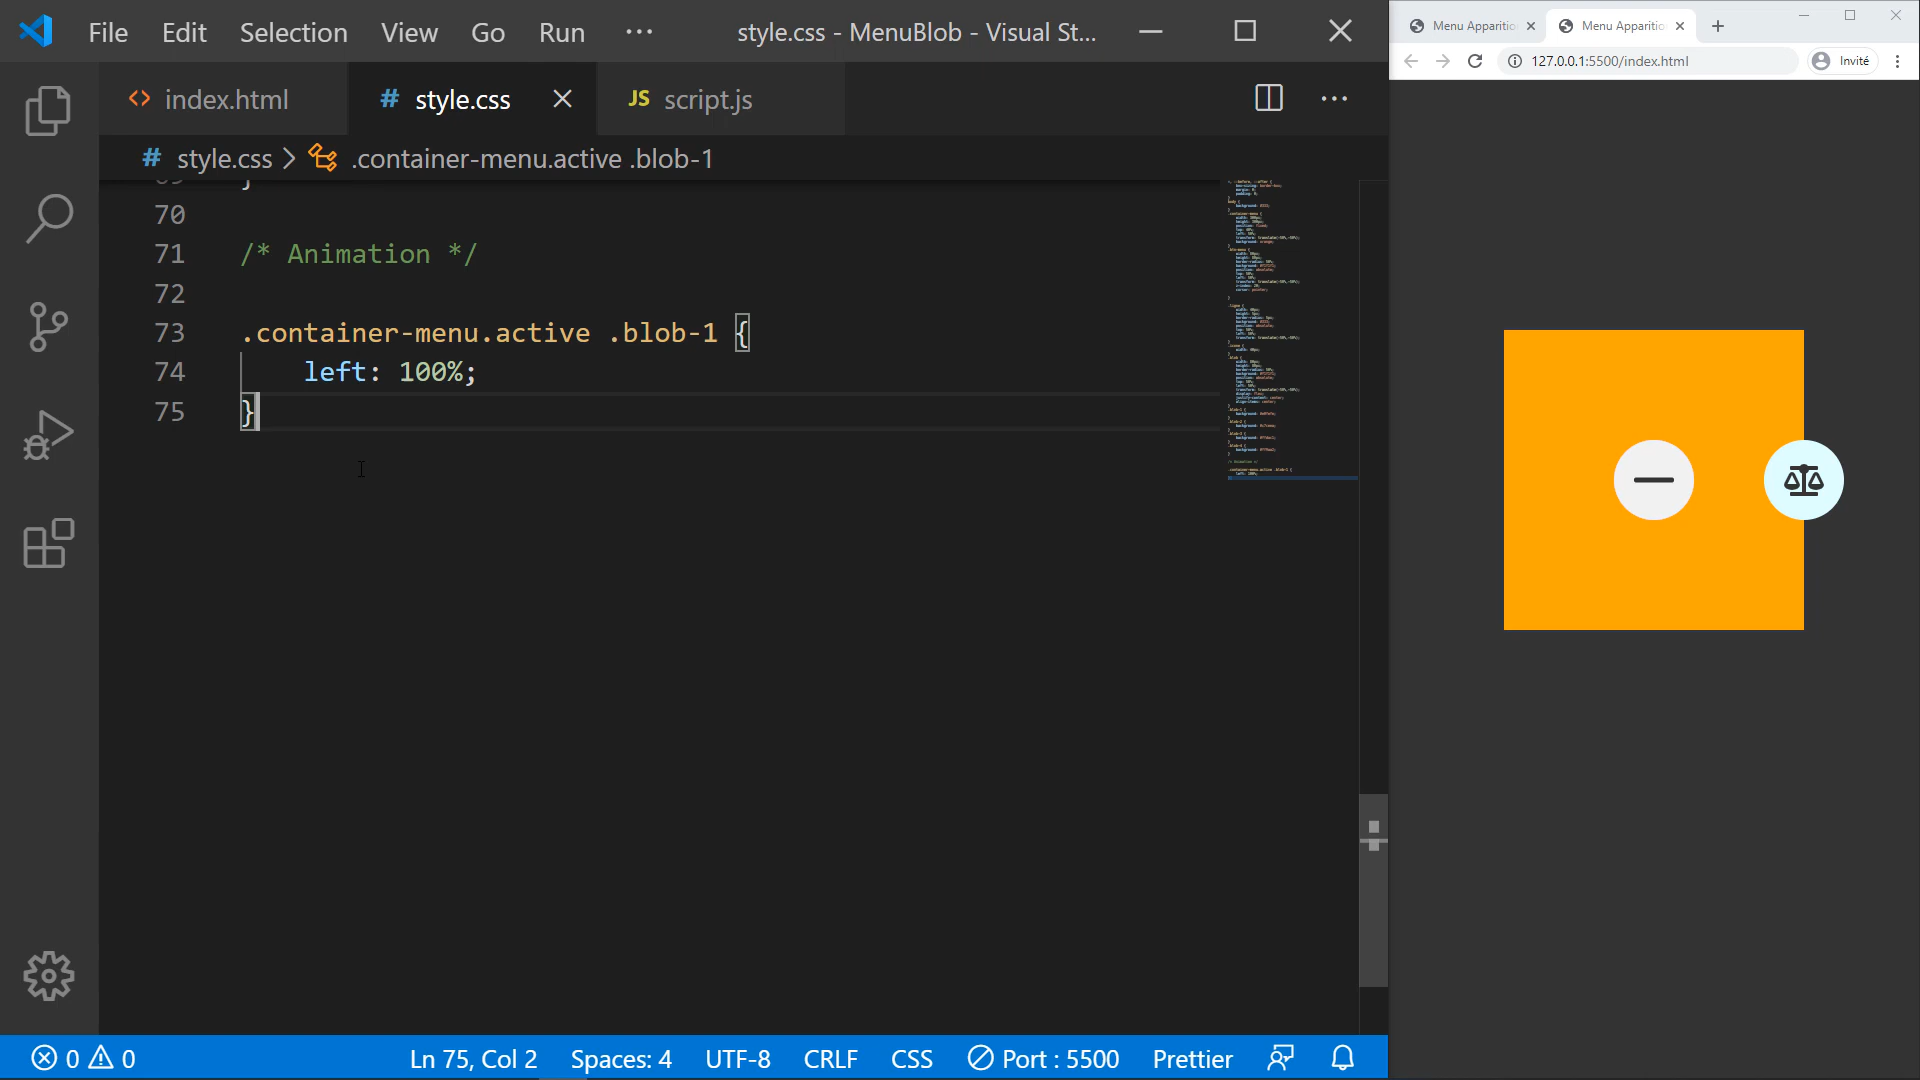 File Edit Selection View Go Run ··· style.css - MenuBlob - Visual St...
Menu Apparitio Menu Apparitio
127.0.0.1:5500/index.html Invité
index.html # style.css JS script.js
# style.css > .container-menu.active .blob-1
70
71 /* Animation */
72
73 .container-menu.active .blob-1 {
74 left: 100%;
75 }
0 0 Ln 75, Col 2 Spaces: 4 UTF-8 CRLF CSS Port : 5500 Prettier